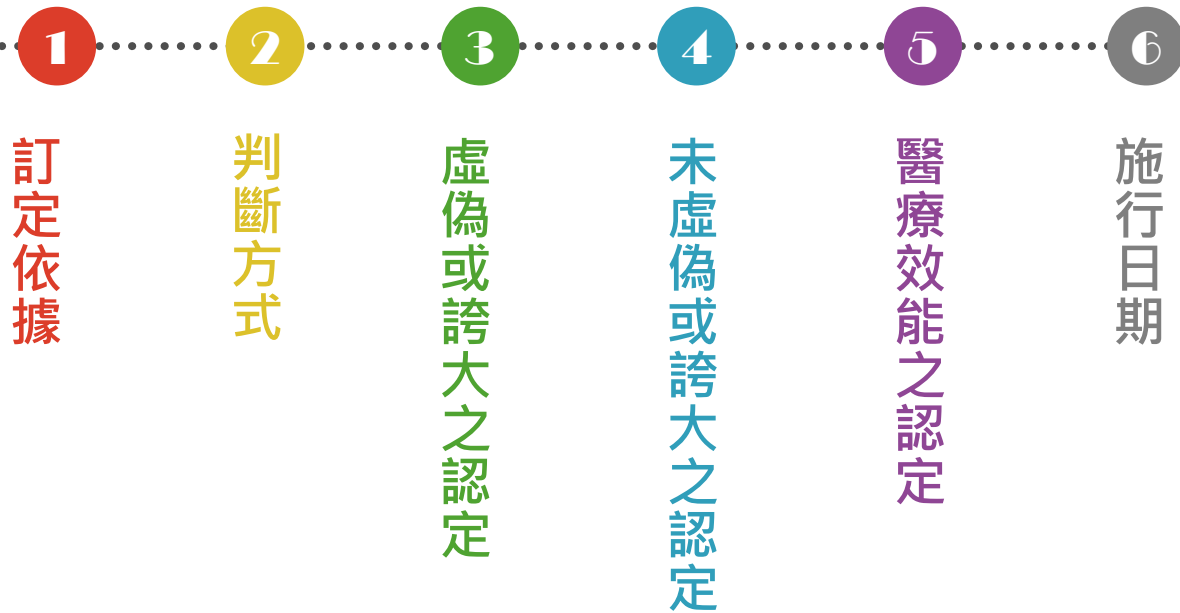 1
訂定依據
2
判斷方式
3
虛偽或誇大之認定
4
未虛偽或誇大之認定
5
醫療效能之認定
6
施行日期